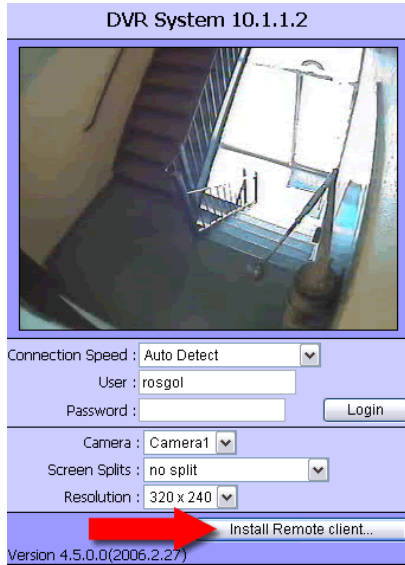 DVR System 10.1.1.2
Connection Speed : Auto Detect
User : rosgol
Password :
Login
Camera : Camera1
Screen Splits : no split
Resolution : 320 x 240
Install Remote client...
Version 4.5.0.0(2006.2.27)